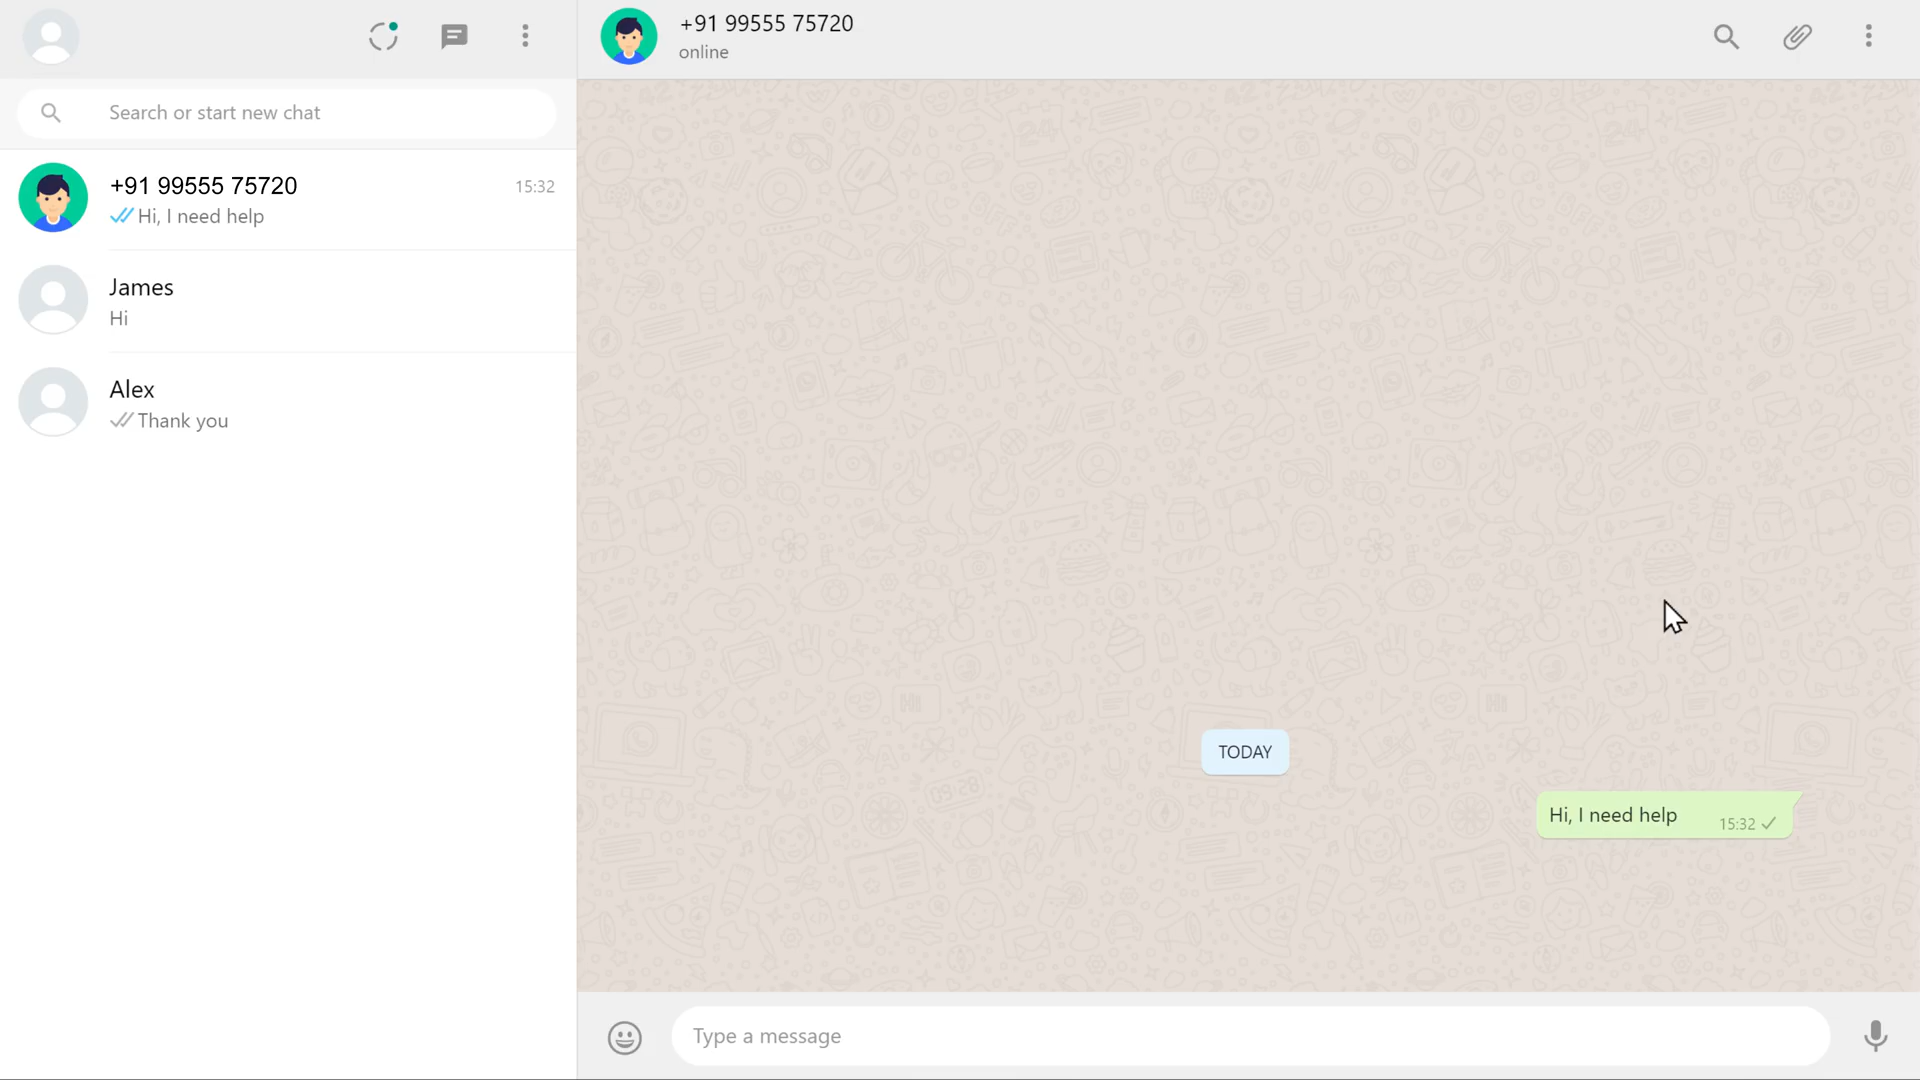 +91 99555 75720
online
Search or start new chat
+91 99555 75720
15:32
Hi, I need help
James
Hi
Alex
Thank you
TODAY
Hi, I need help
15:32
Type a message